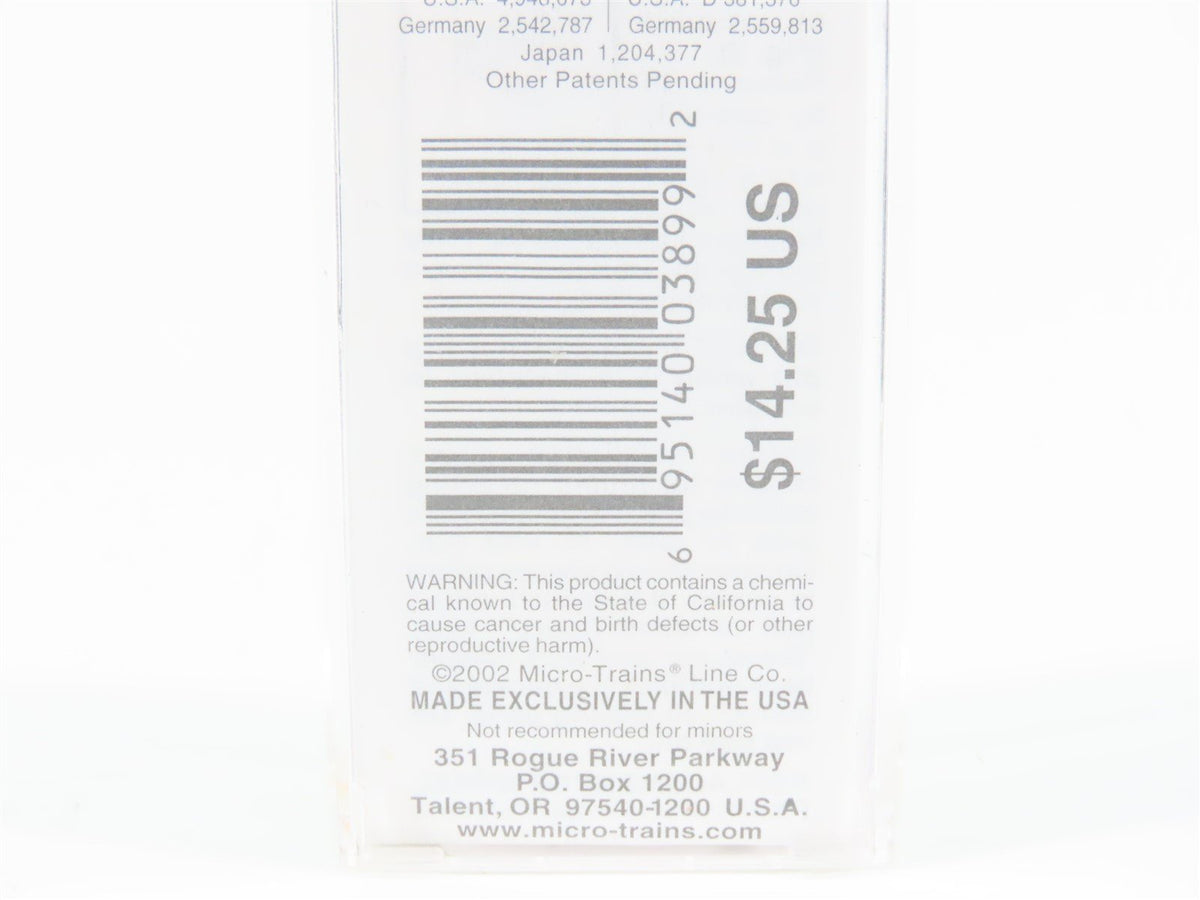 Germany 2,542,787 | Germany 2,559,813
Japan 1,204,377
Other Patents Pending
6 95140 03899 2
$14.25 US
WARNING: This product contains a chemi-
cal known to the State of California to
cause cancer and birth defects (or other
reproductive harm).
©2002 Micro-Trains® Line Co.
MADE EXCLUSIVELY IN THE USA
Not recommended for minors
351 Rogue River Parkway
P.O. Box 1200
Talent, OR 97540-1200 U.S.A.
www.micro-trains.com